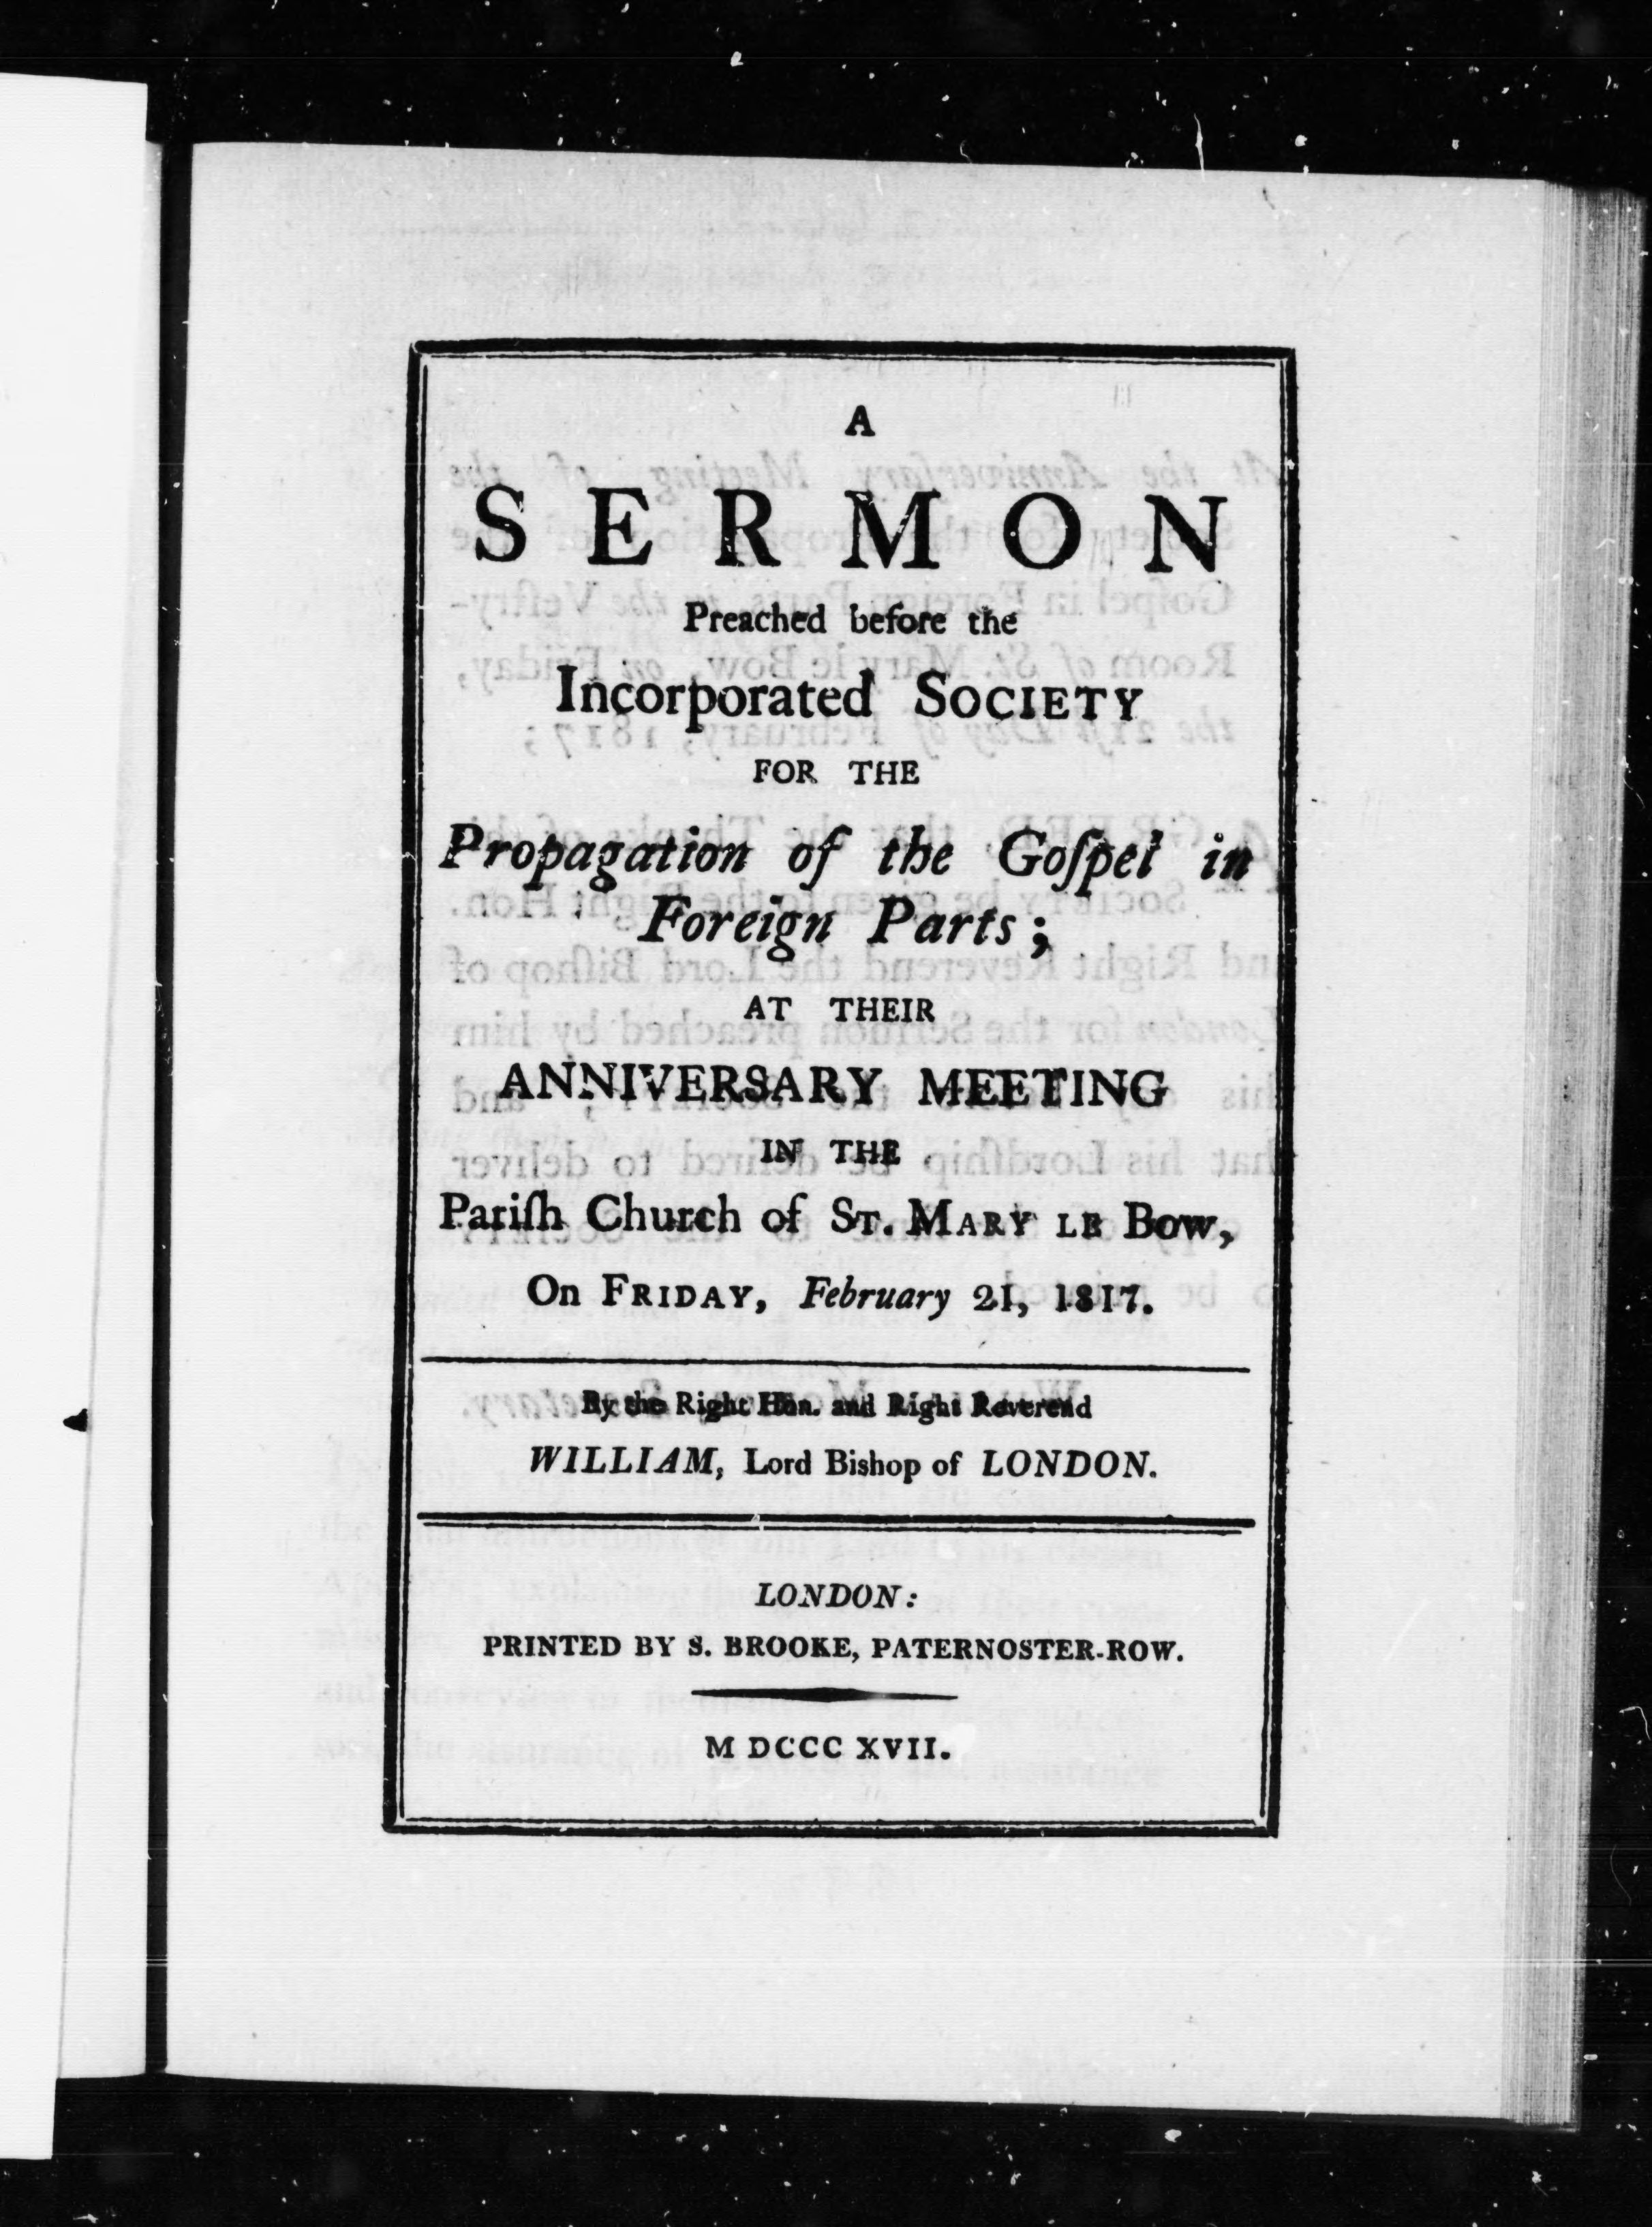 A
SERMON
Preached before the
Incorporated SOCIETY
FOR THE
Propagation of the Goſpel in
Foreign Parts;
AT THEIR
ANNIVERSARY MEETING
IN THE
Pariſh Church of ST. MARY LE BOW,
On FRIDAY, February 21, 1817.
By the Right Hon. and Right Reverend
WILLIAM, Lord Bishop of LONDON.
LONDON:
PRINTED BY S. BROOKE, PATERNOSTER-ROW.
M DCCC XVII.